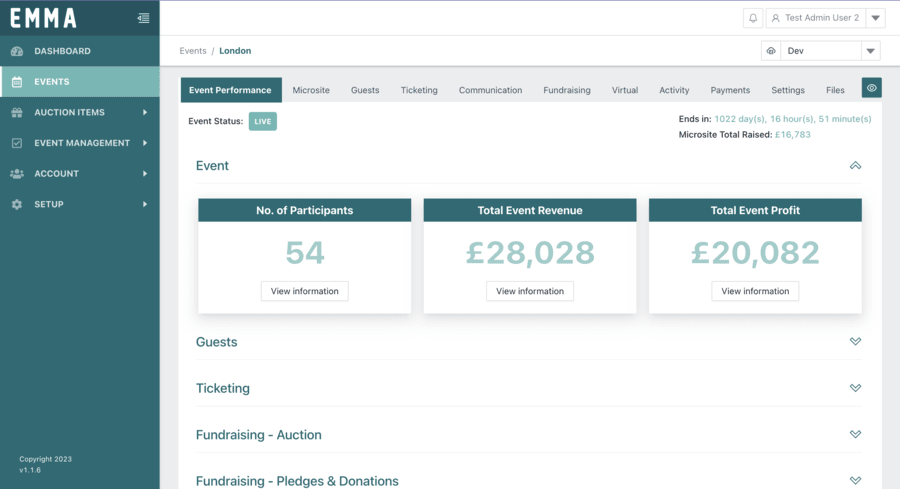 EMMA
Test Admin User 2
DASHBOARD
Events / London
Dev
EVENTS
Event Performance Microsite Guests Ticketing Communication Fundraising Virtual Activity Payments Settings Files
AUCTION ITEMS
Event Status: LIVE
Ends in: 1022 day(s), 16 hour(s), 51 minute(s)
Microsite Total Raised: £16,783
EVENT MANAGEMENT
ACCOUNT
SETUP
Event
No. of Participants
54
View information
Total Event Revenue
£28,028
View information
Total Event Profit
£20,082
View information
Guests
Ticketing
Fundraising - Auction
Fundraising - Pledges & Donations
Copyright 2023
v1.1.6